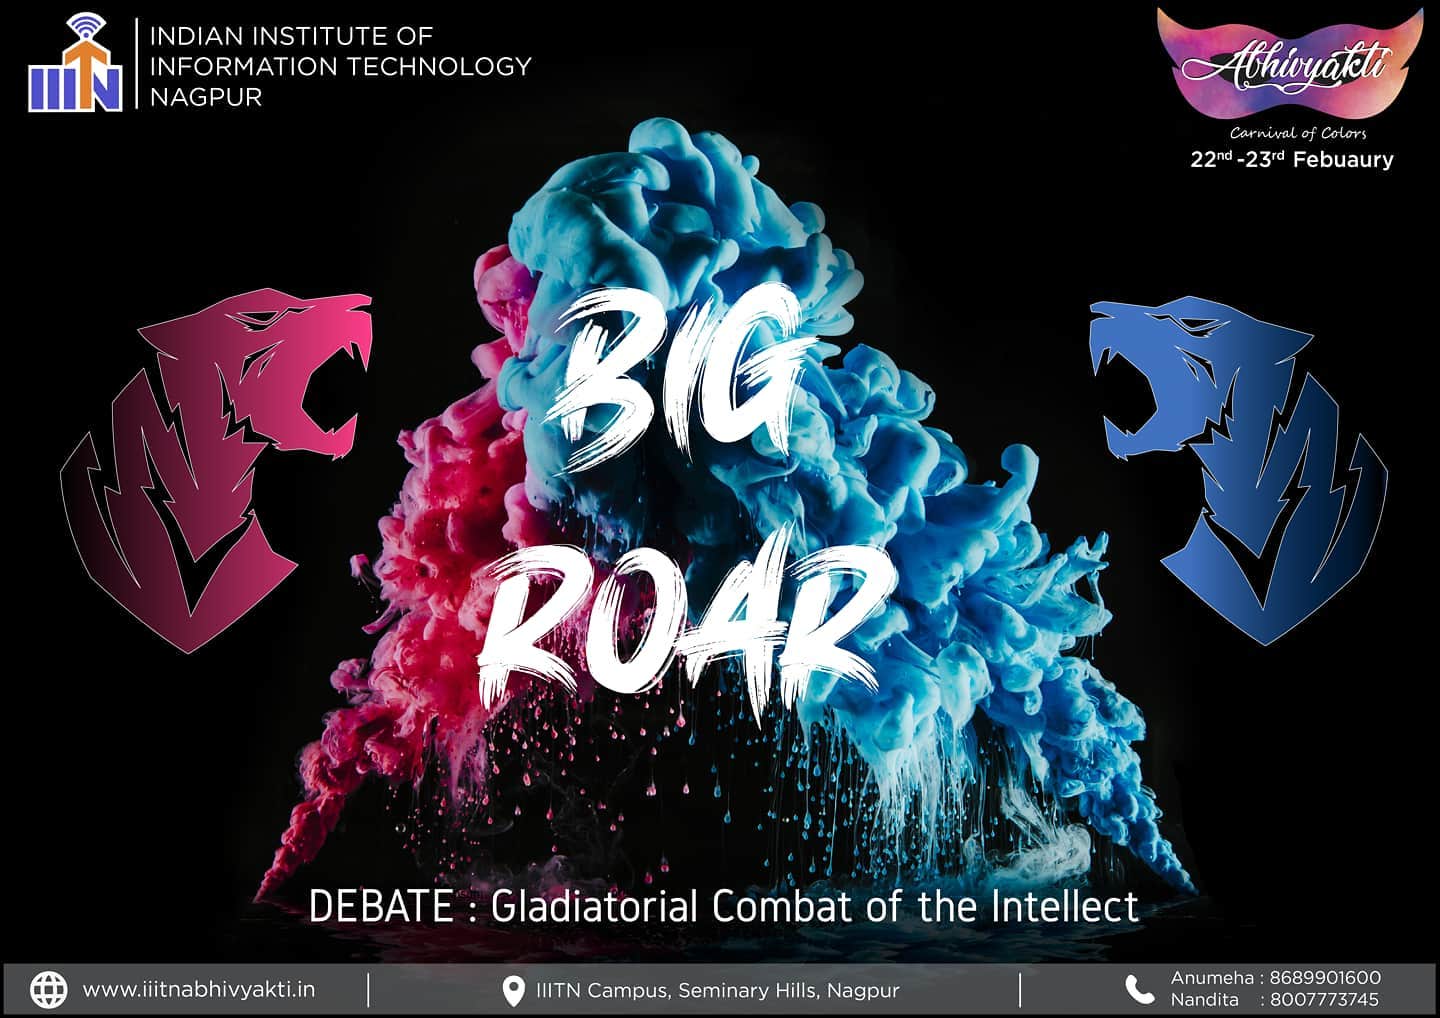 IIITN
INDIAN INSTITUTE OF
INFORMATION TECHNOLOGY
NAGPUR
Abhivyakti
Carnival of Colors
22nd -23rd Febuaury
BIG
ROAR
DEBATE : Gladiatorial Combat of the Intellect
www.iiitnabhivyakti.in
IIITN Campus, Seminary Hills, Nagpur
Anumeha : 8689901600
Nandita : 8007773745